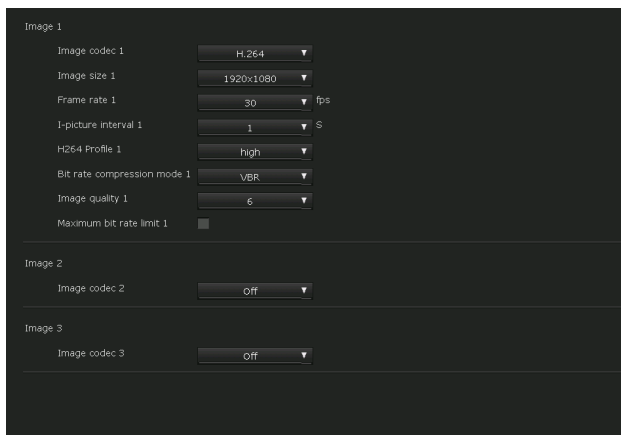 Image 1
Image codec 1 H.264
Image size 1 1920x1080
Frame rate 1 30 fps
I-picture interval 1 1 S
H264 Profile 1 high
Bit rate compression mode 1 VBR
Image quality 1 6
Maximum bit rate limit 1
Image 2
Image codec 2 Off
Image 3
Image codec 3 Off